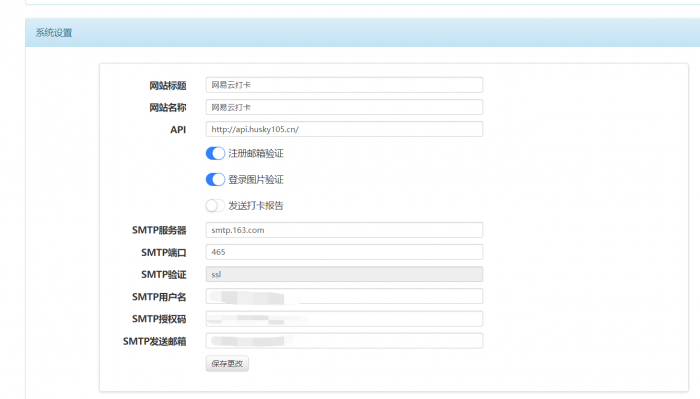 系统设置
网站标题 网易云打卡
网站名称 网易云打卡
API http://api.husky105.cn/
注册邮箱验证
登录图片验证
发送打卡报告
SMTP服务器 smtp.163.com
SMTP端口 465
SMTP验证 ssl
SMTP用户名
SMTP授权码
SMTP发送邮箱
保存更改